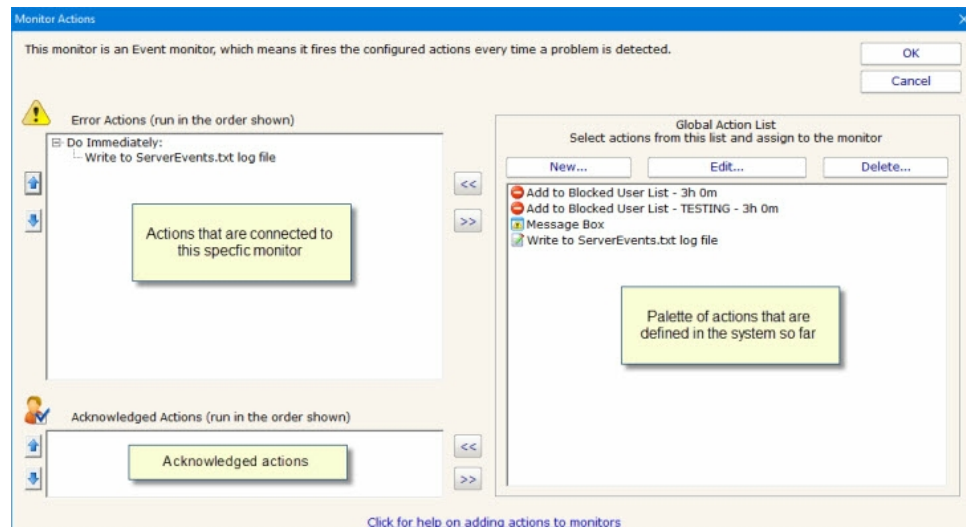 Monitor Actions
This monitor is an Event monitor, which means it fires the configured actions every time a problem is detected.
OK
Cancel
Error Actions (run in the order shown)
Do Immediately:
Write to ServerEvents.txt log file
<<
>>
Actions that are connected to
this specfic monitor
Global Action List
Select actions from this list and assign to the monitor
New...
Edit...
Delete...
Add to Blocked User List - 3h 0m
Add to Blocked User List - TESTING - 3h 0m
Message Box
Write to ServerEvents.txt log file
Palette of actions that are
defined in the system so far
Acknowledged Actions (run in the order shown)
<<
>>
Acknowledged actions
Click for help on adding actions to monitors